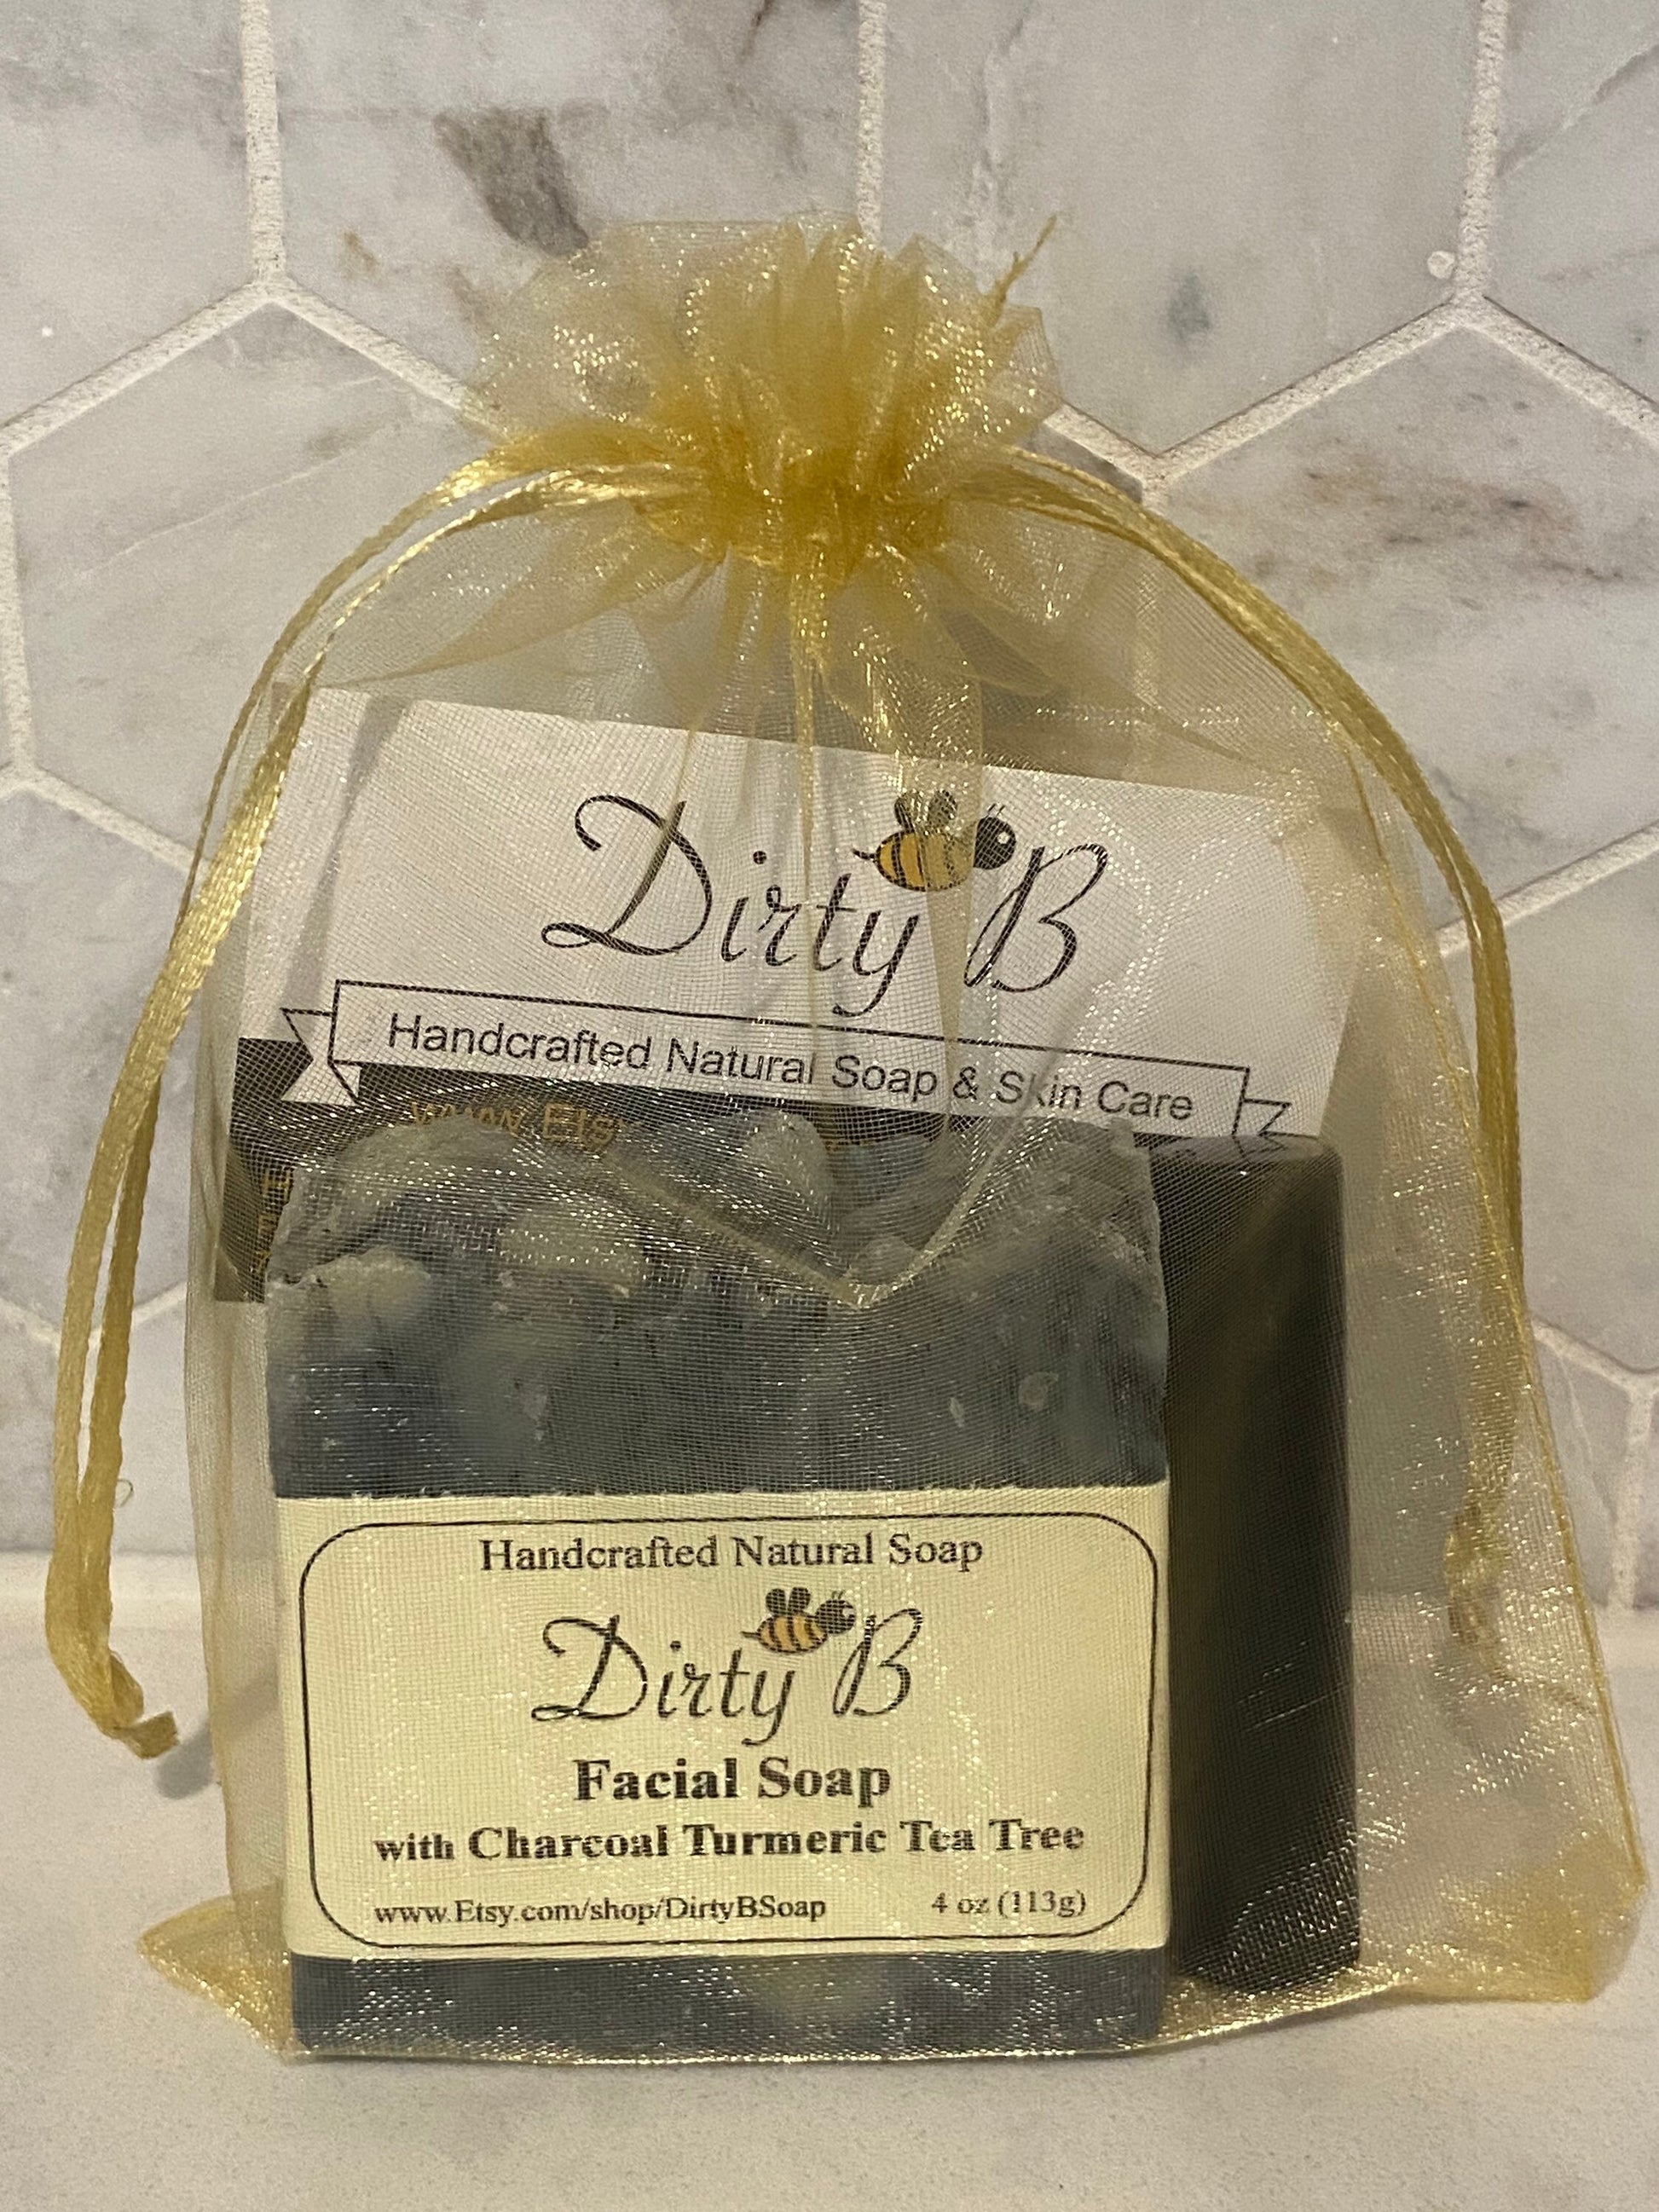 Dirty B
Handcrafted Natural Soap & Skin Care
Handcrafted Natural Soap
Dirty B
Facial Soap
with Charcoal Turmeric Tea Tree
www.Etsy.com/shop/DirtyBSoap 4 oz (113g)